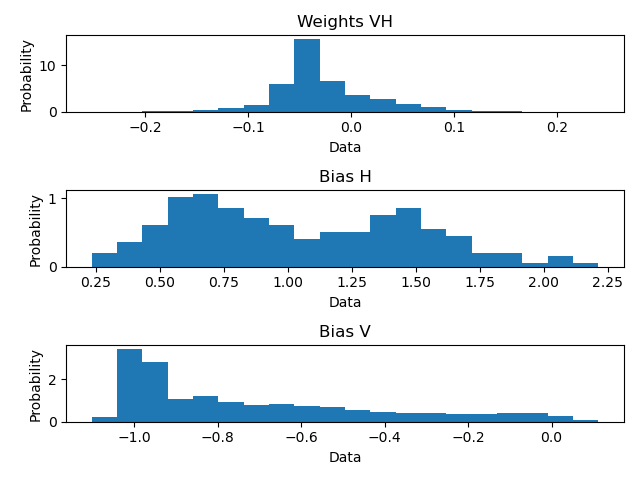 Weights VH
Probability
10
0
−0.2 −0.1 0.0 0.1 0.2
Data
Bias H
Probability
1
0
0.25 0.50 0.75 1.00 1.25 1.50 1.75 2.00 2.25
Data
Bias V
Probability
2
0
−1.0 −0.8 −0.6 −0.4 −0.2 0.0
Data